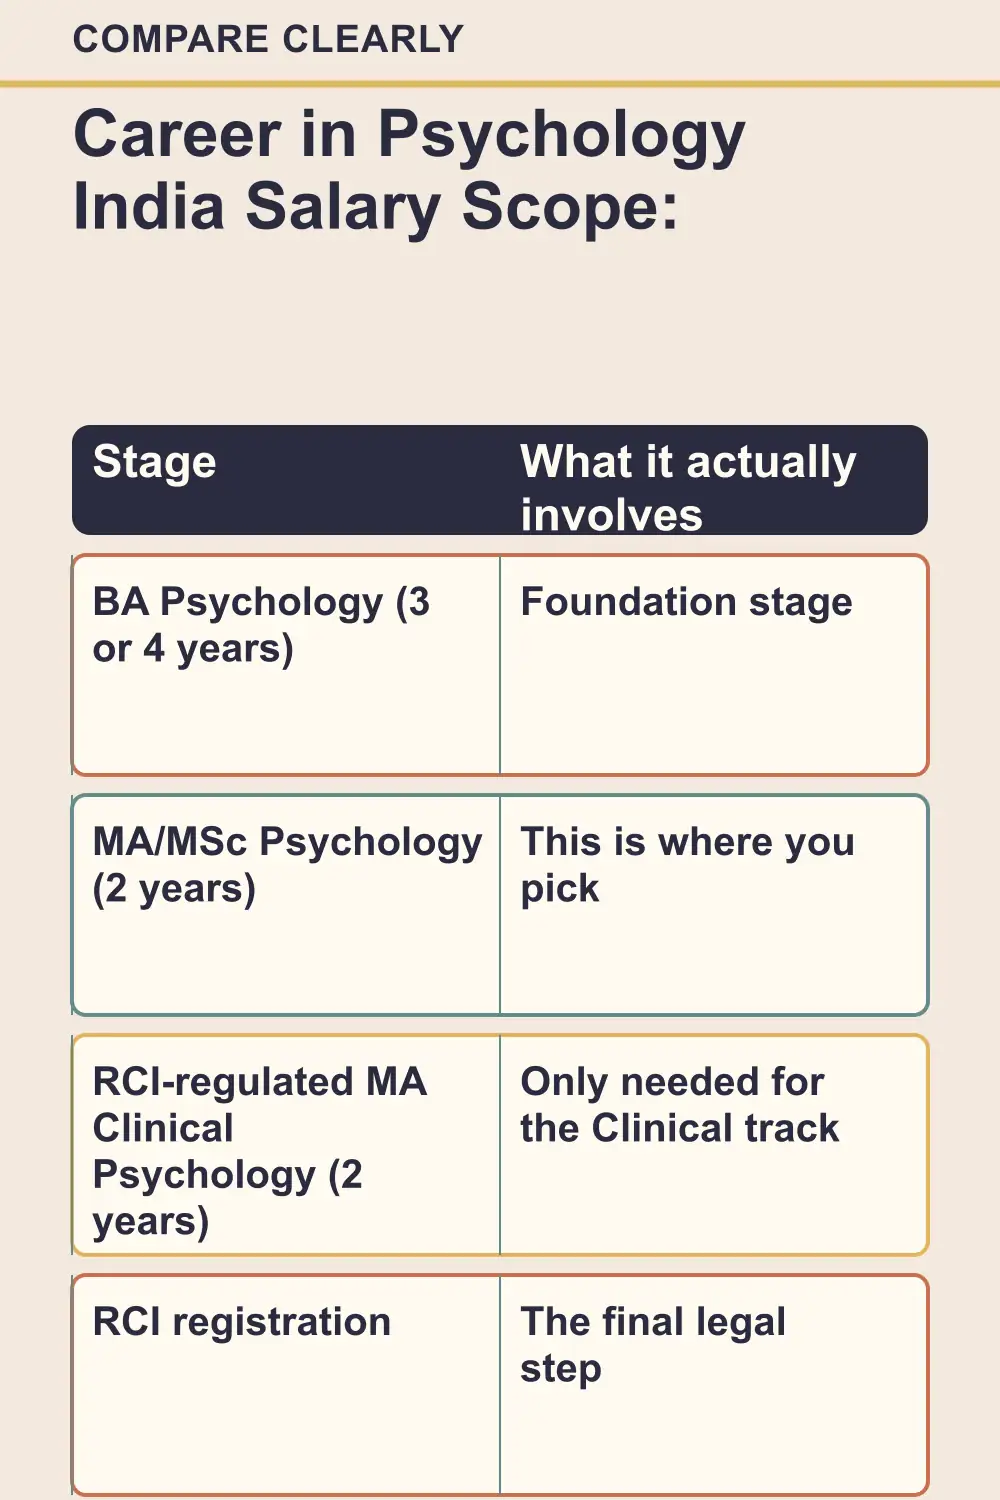 COMPARE CLEARLY
Career in Psychology
India Salary Scope:
Stage
What it actually
involves
BA Psychology (3
or 4 years)
Foundation stage
MA/MSc Psychology
(2 years)
This is where you
pick
RCI-regulated MA
Clinical
Psychology (2
years)
Only needed for
the Clinical track
RCI registration
The final legal
step